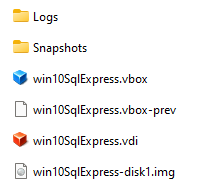 Logs
Snapshots
win10SqlExpress.vbox
win10SqlExpress.vbox-prev
win10SqlExpress.vdi
win10SqlExpress-disk1.img